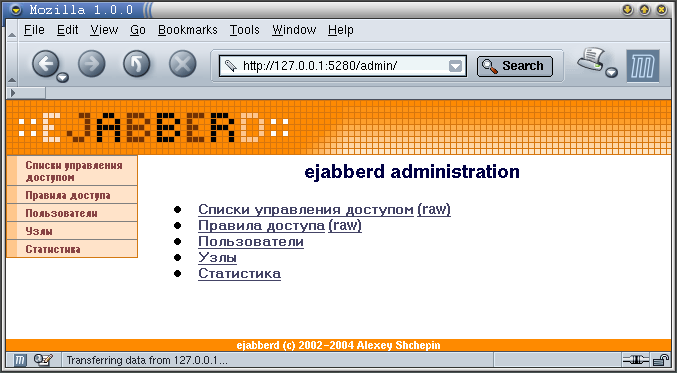 Mozilla 1.0.0
File Edit View Go Bookmarks Tools Window Help
http://127.0.0.1:5280/admin/ Search
::EJABBERD::
Списки управления
доступом
Правила доступа
Пользователи
Узлы
Статистика
ejabberd administration
Списки управления доступом (raw)
Правила доступа (raw)
Пользователи
Узлы
Статистика
ejabberd (c) 2002-2004 Alexey Shchepin
Transferring data from 127.0.0.1...